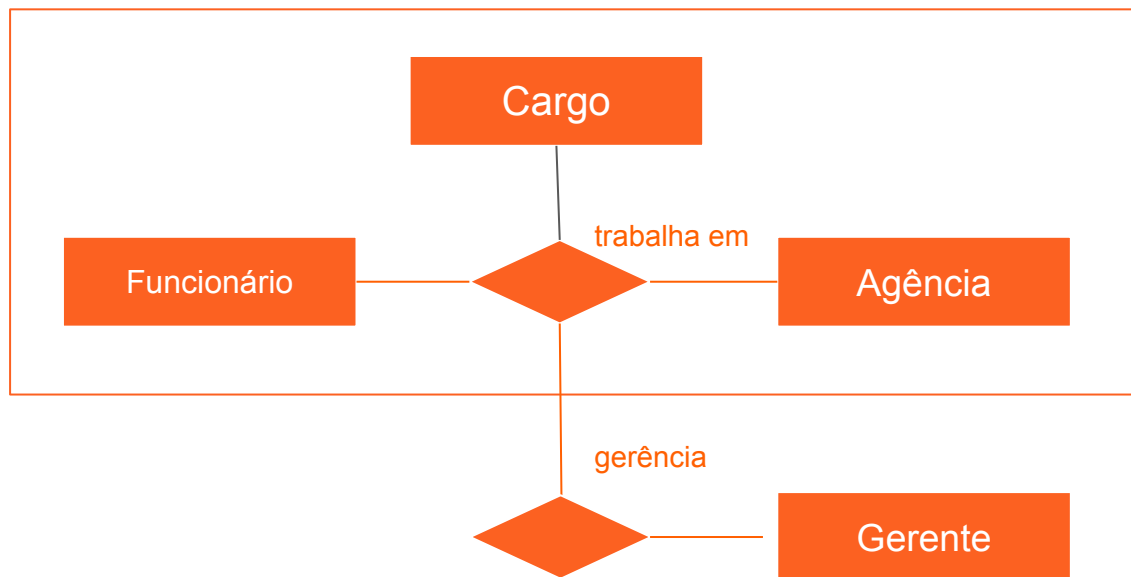 Cargo
trabalha em
Funcionário
Agência
gerência
Gerente